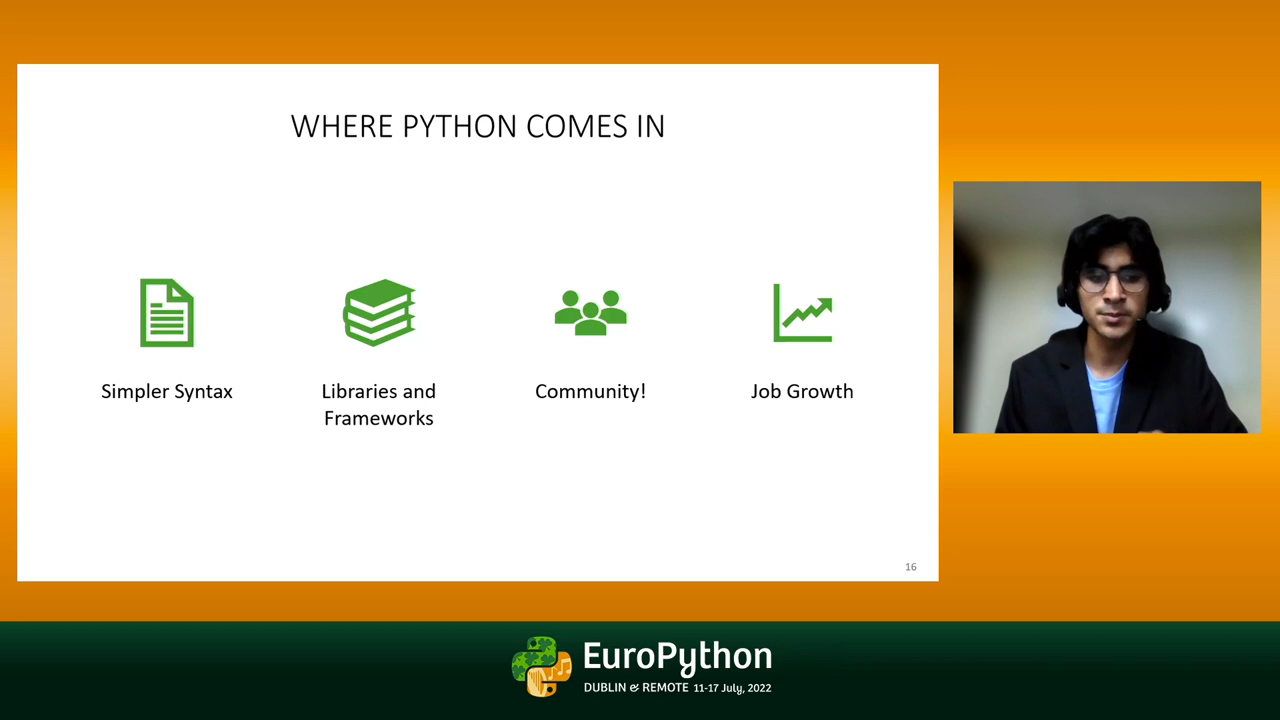 WHERE PYTHON COMES IN
Simpler Syntax
Libraries and
Frameworks
Community!
Job Growth
16
EuroPython
DUBLIN & REMOTE 11-17 July, 2022